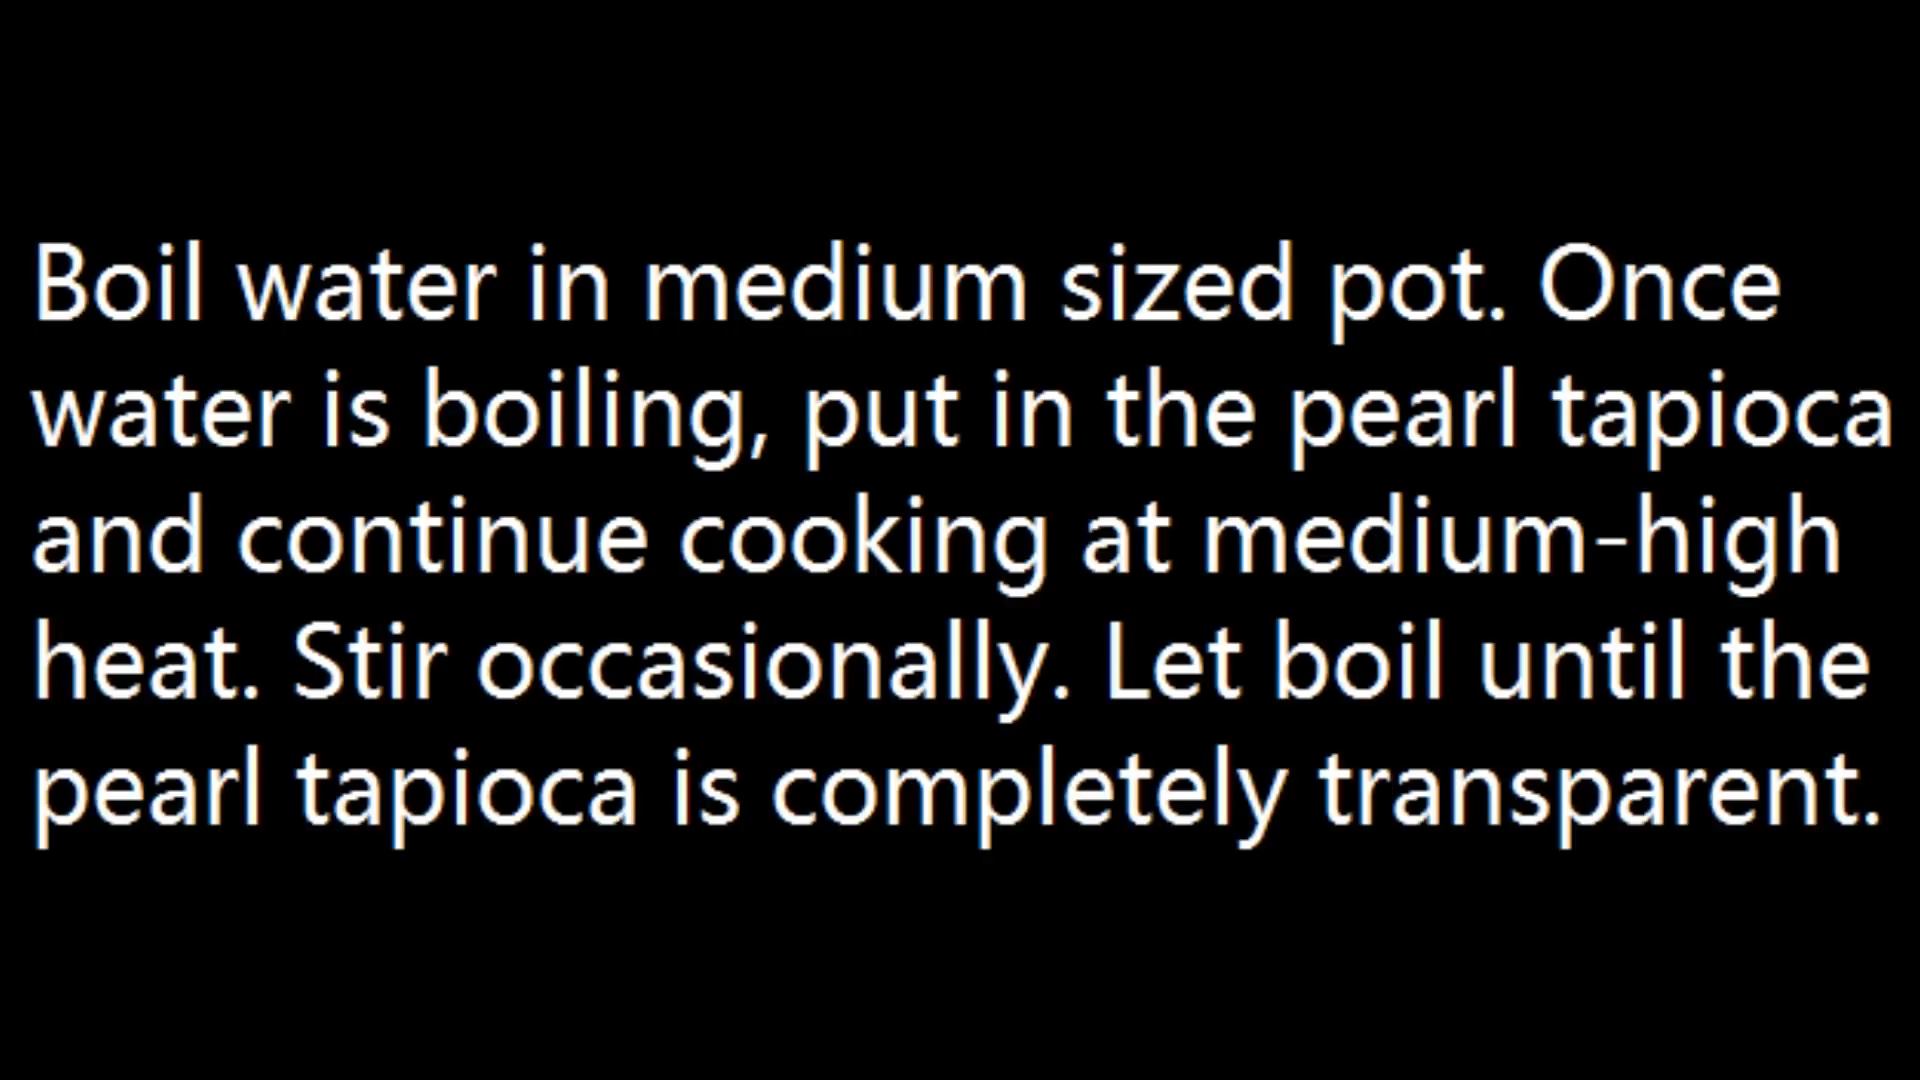 Boil water in medium sized pot. Once
water is boiling, put in the pearl tapioca
and continue cooking at medium-high
heat. Stir occasionally. Let boil until the
pearl tapioca is completely transparent.